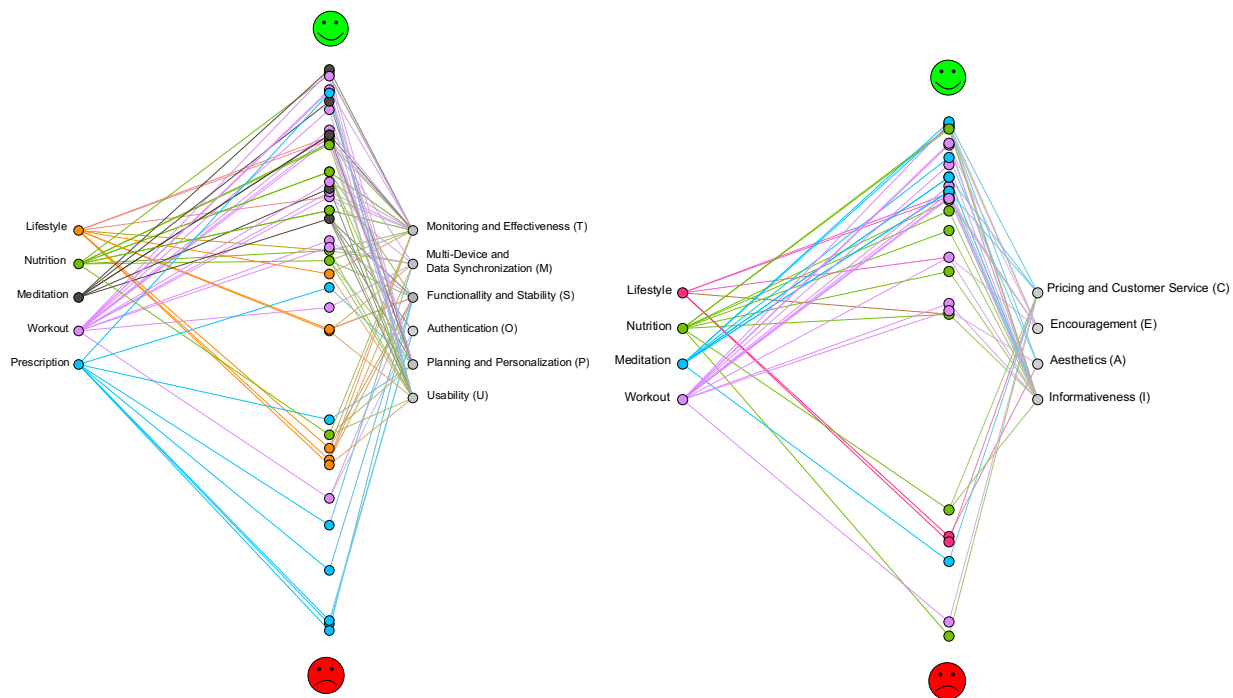 Lifestyle
Nutrition
Meditation
Workout
Prescription
Monitoring and Effectiveness (T)
Multi-Device and
Data Synchronization (M)
Functionallity and Stability (S)
Authentication (O)
Planning and Personalization (P)
Usability (U)
Lifestyle
Nutrition
Meditation
Workout
Pricing and Customer Service (C)
Encouragement (E)
Aesthetics (A)
Informativeness (I)